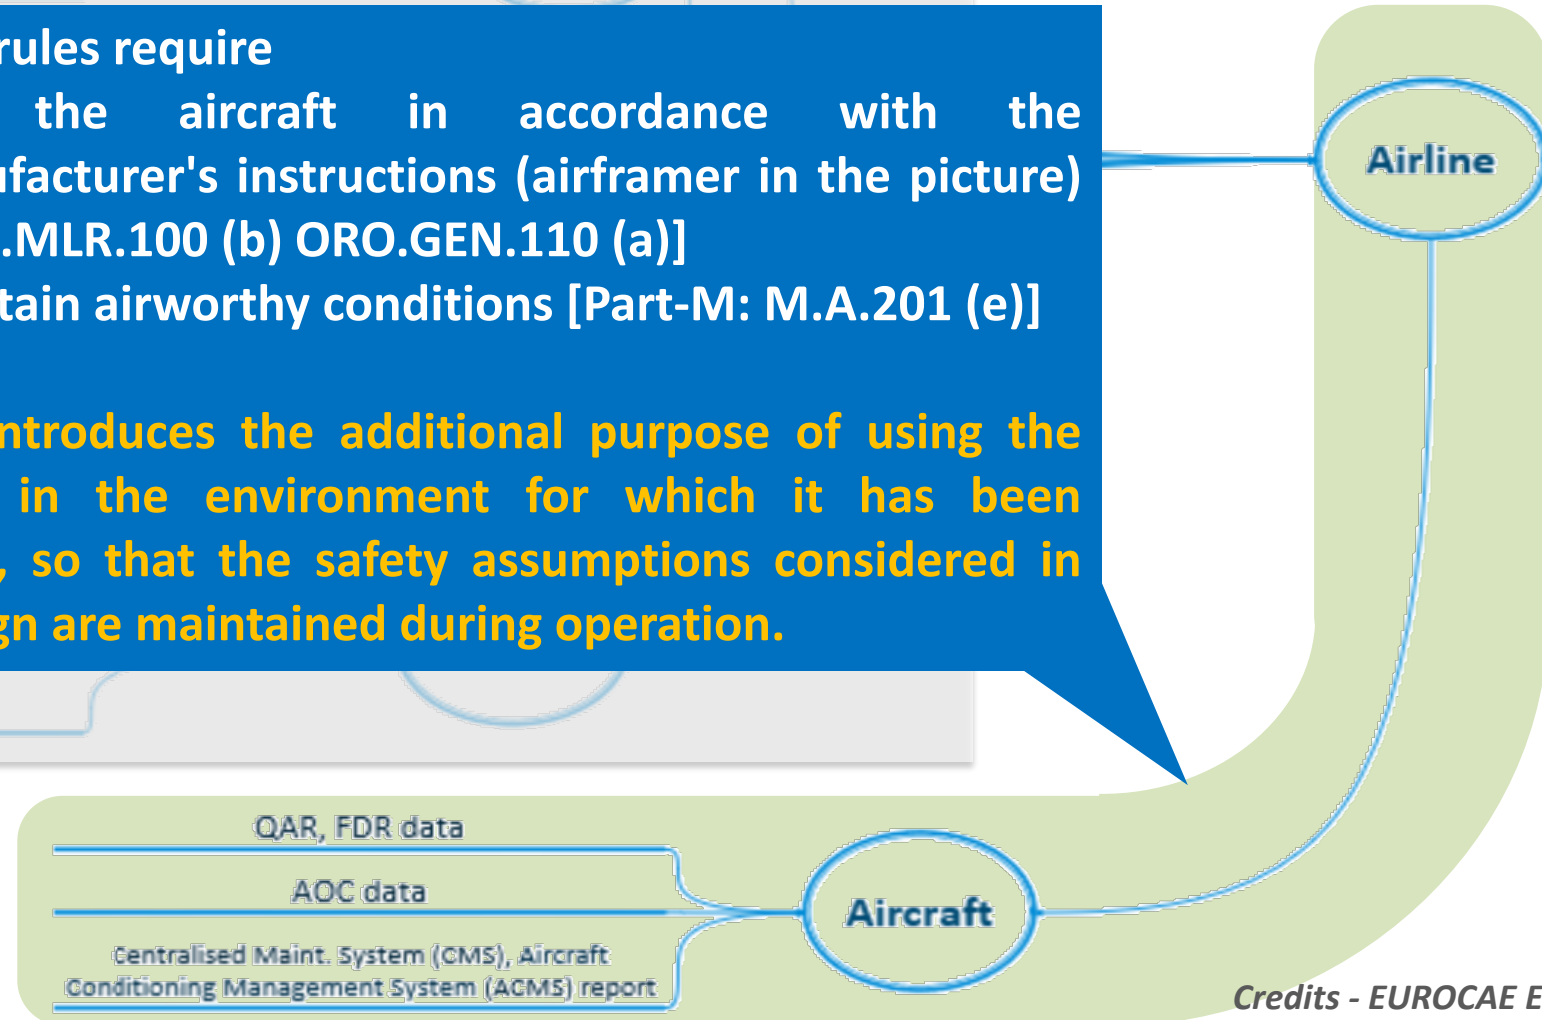 rules require
the aircraft in accordance with the
ufacturer's instructions (airframer in the picture)
.MLR.100 (b) ORO.GEN.110 (a)]
tain airworthy conditions [Part-M: M.A.201 (e)]
ntroduces the additional purpose of using the
in the environment for which it has been
, so that the safety assumptions considered in
gn are maintained during operation.
Airline
QAR, FDR data
AOC data
Centralised Maint. System (CMS), Aircraft
Conditioning Management System (ACMS) report
Aircraft
Credits - EUROCAE E